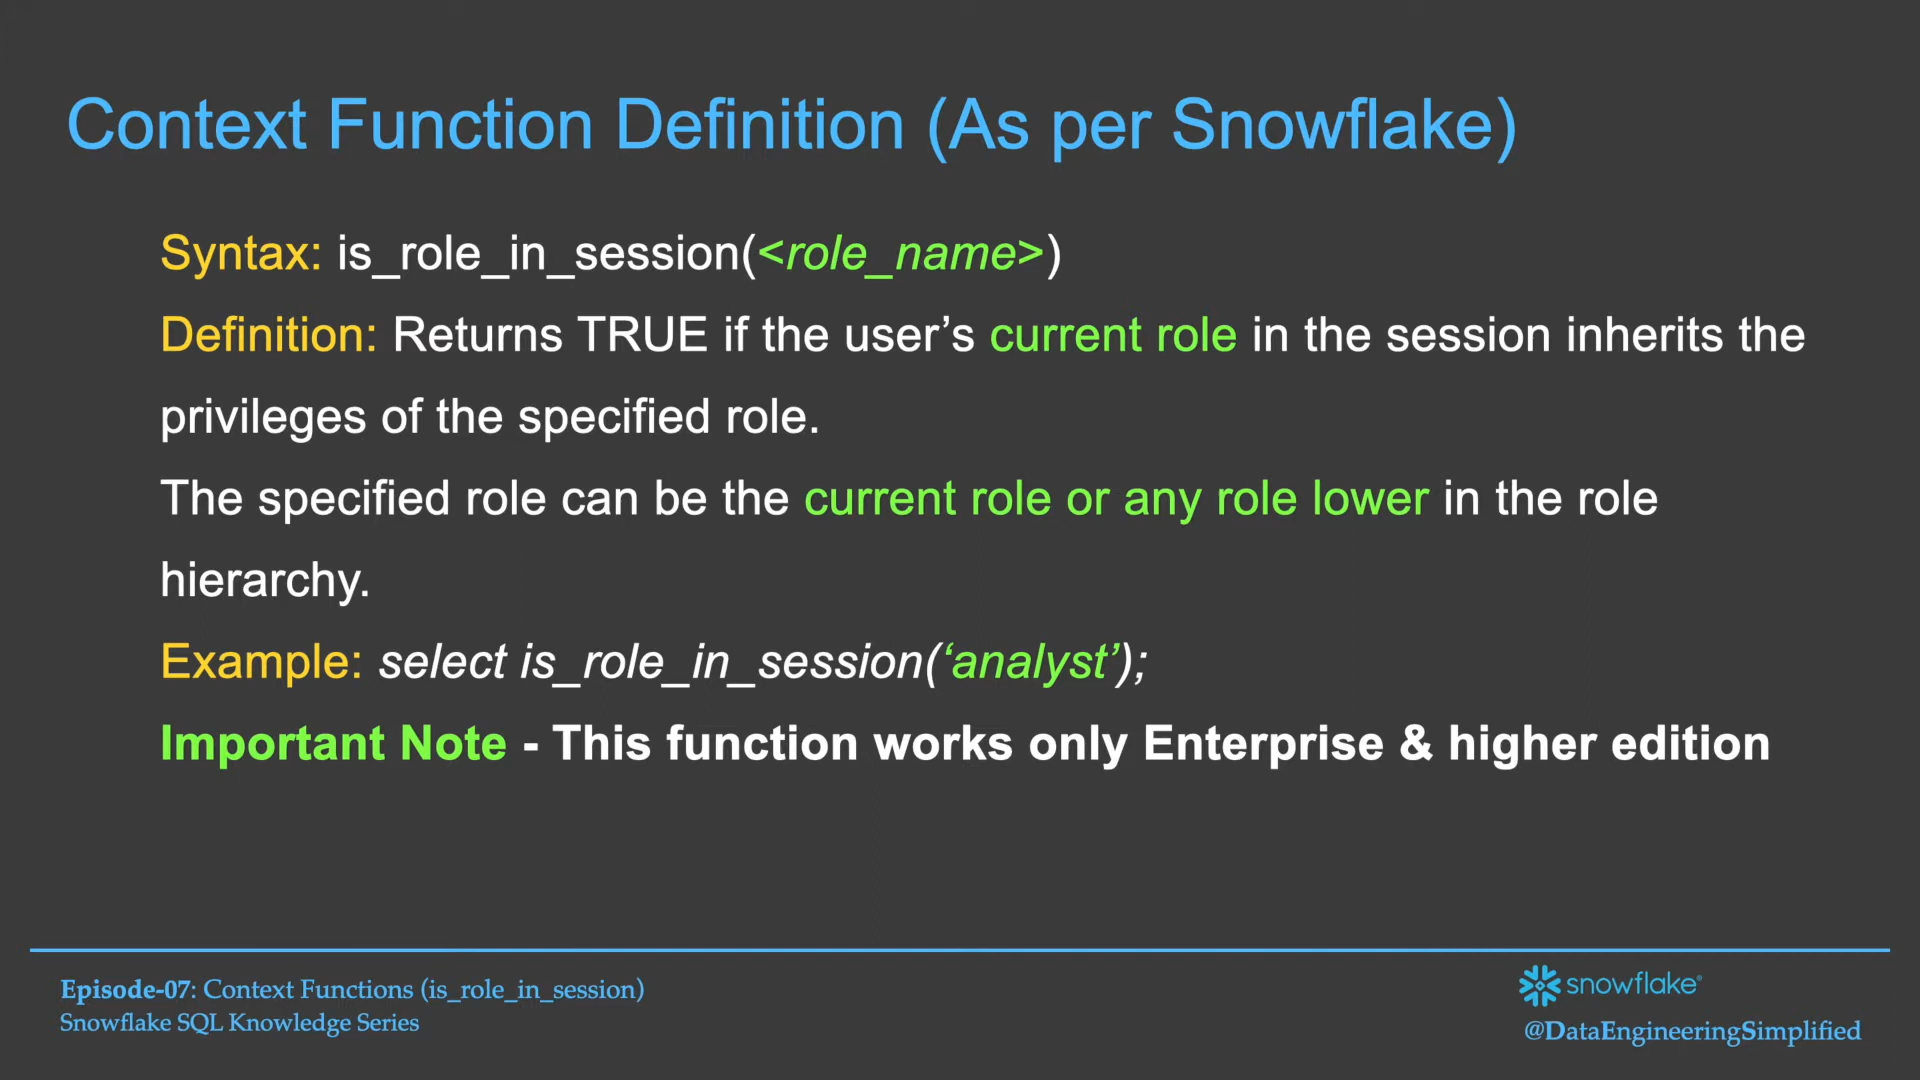 Context Function Definition (As per Snowflake)
Syntax: is_role_in_session(<role_name>)
Definition: Returns TRUE if the user’s current role in the session inherits the
privileges of the specified role.
The specified role can be the current role or any role lower in the role
hierarchy.
Example: select is_role_in_session(‘analyst’);
Important Note - This function works only Enterprise & higher edition
Episode-07: Context Functions (is_role_in_session)
Snowflake SQL Knowledge Series
snowflake®
@DataEngineeringSimplified